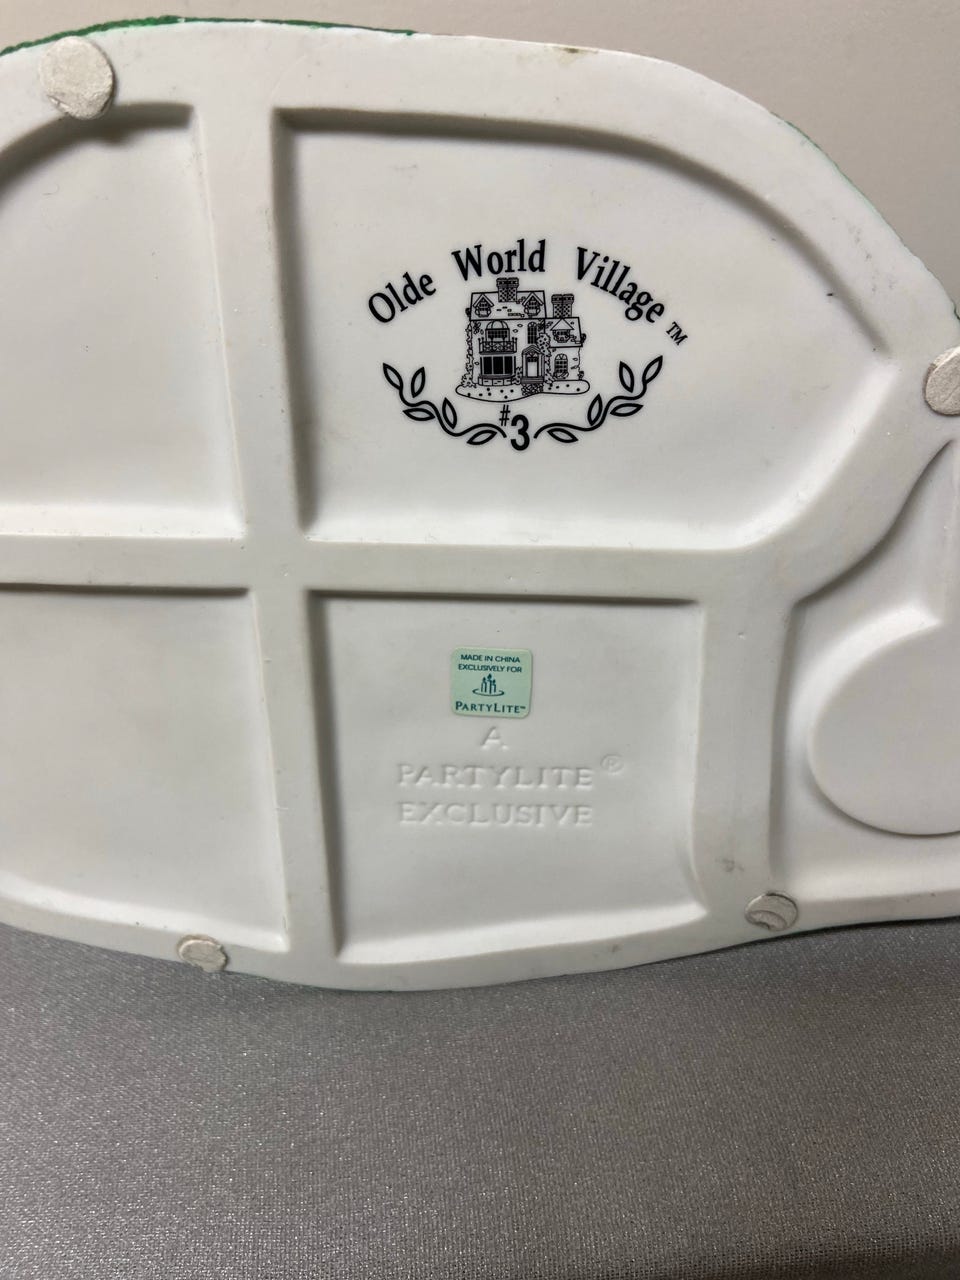 Olde World Village™
#3
MADE IN CHINA
EXCLUSIVELY FOR
PARTYLITE™
A
PARTYLITE®
EXCLUSIVE